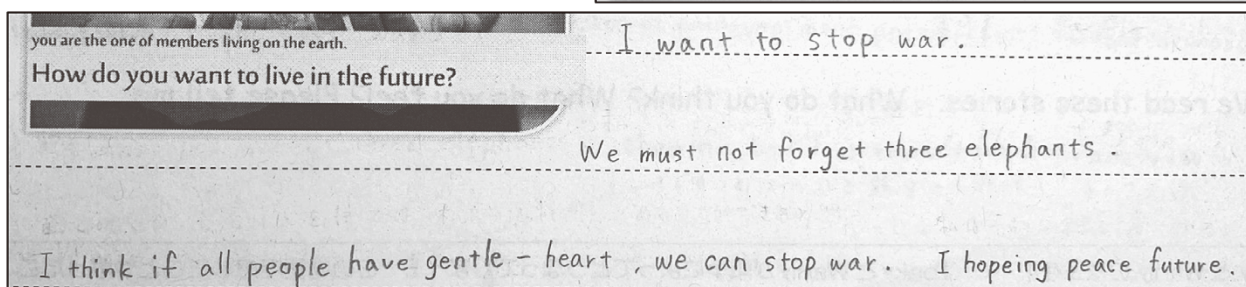 you are the one of members living on the earth.
How do you want to live in the future?
I want to stop war.
We must not forget three elephants.
I think if all people have gentle-heart, we can stop war. I hopeing peace future.